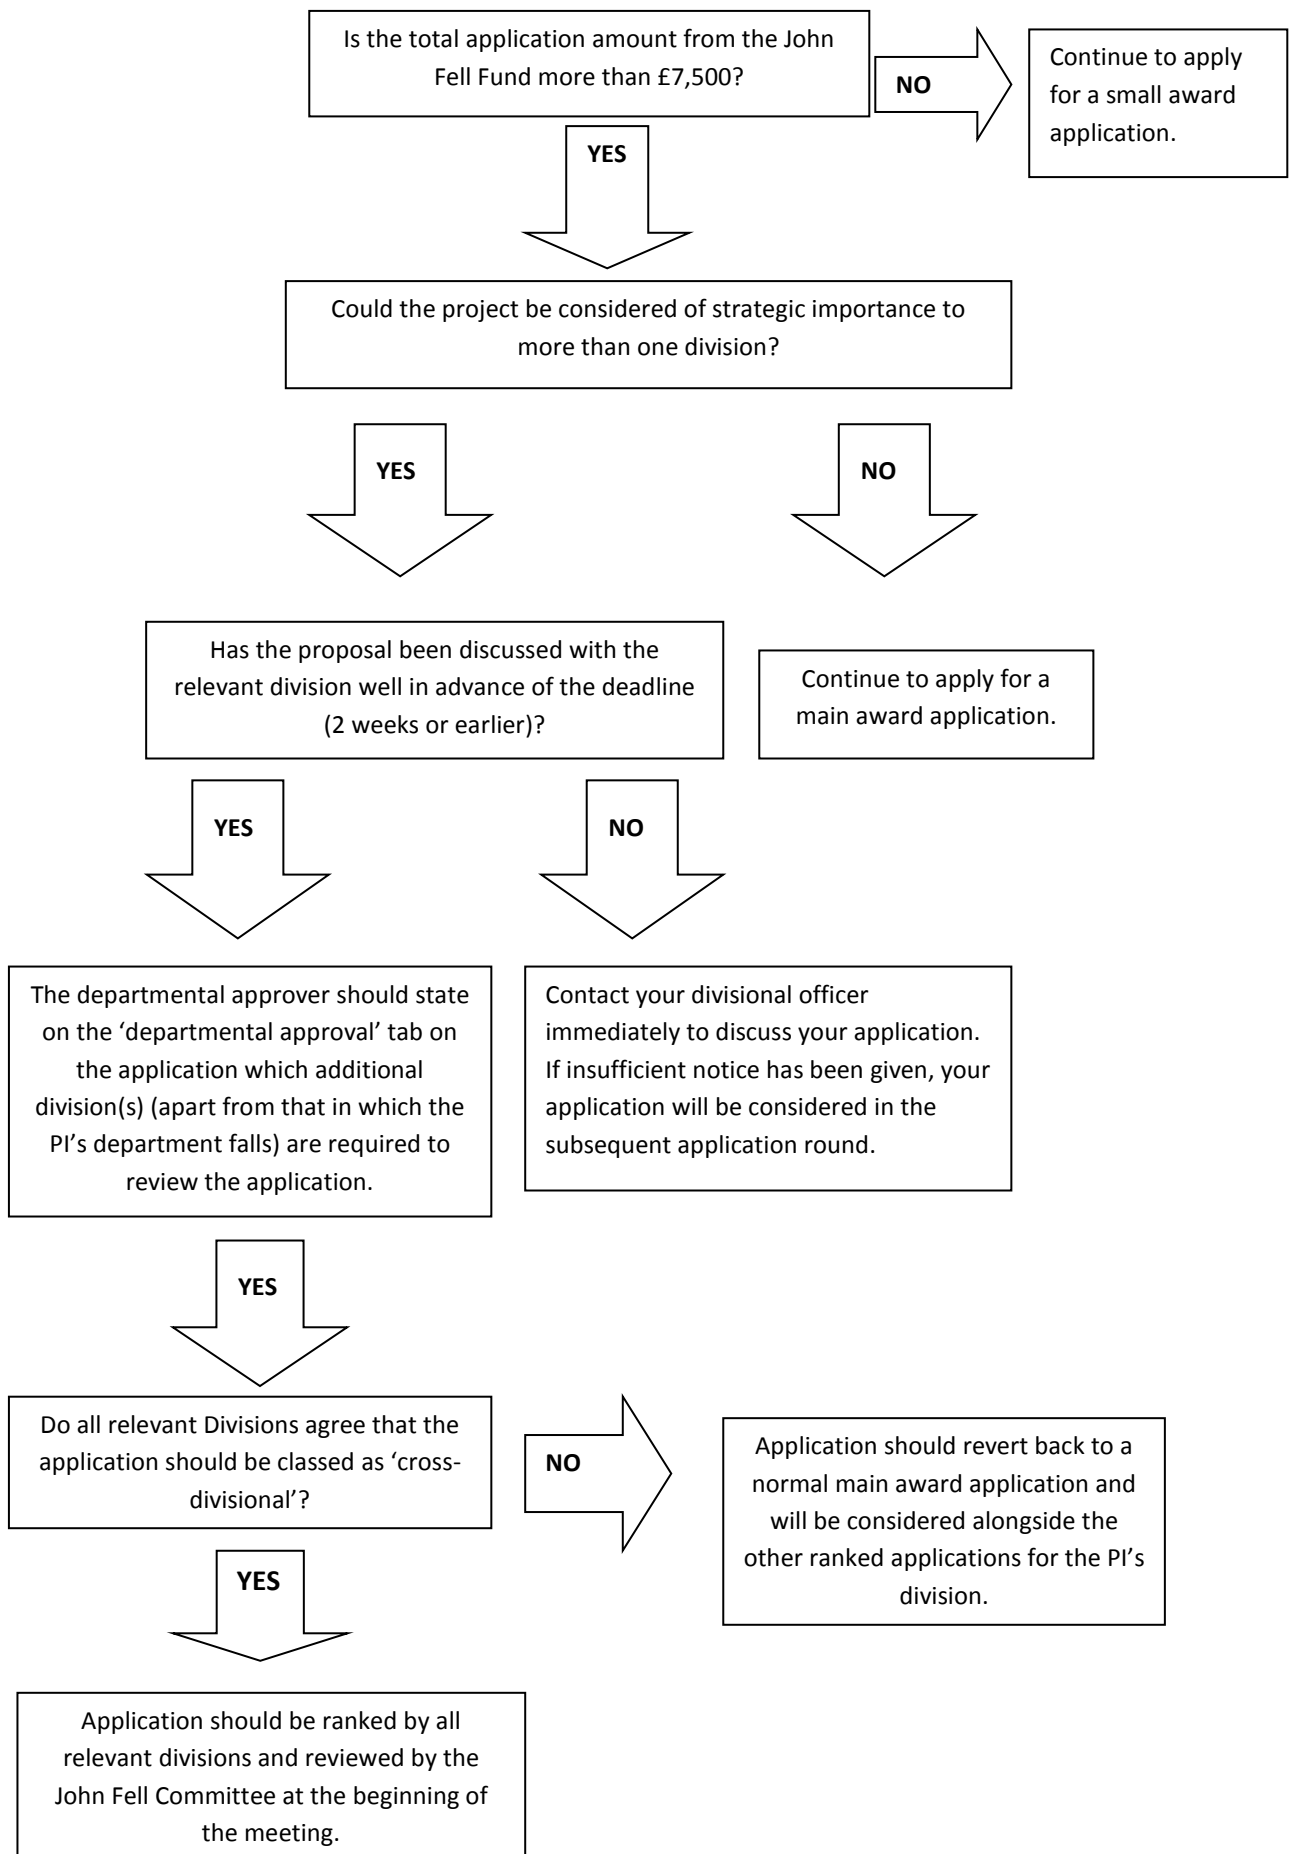 Is the total application amount from the John
Fell Fund more than £7,500?
NO
Continue to apply
for a small award
application.
YES
Could the project be considered of strategic importance to
more than one division?
YES
NO
Has the proposal been discussed with the
relevant division well in advance of the deadline
(2 weeks or earlier)?
Continue to apply for a
main award application.
YES
NO
The departmental approver should state
on the ‘departmental approval’ tab on
the application which additional
division(s) (apart from that in which the
PI’s department falls) are required to
review the application.
Contact your divisional officer
immediately to discuss your application.
If insufficient notice has been given, your
application will be considered in the
subsequent application round.
YES
Do all relevant Divisions agree that the
application should be classed as ‘cross-
divisional’?
NO
Application should revert back to a
normal main award application and
will be considered alongside the
other ranked applications for the PI’s
division.
YES
Application should be ranked by all
relevant divisions and reviewed by the
John Fell Committee at the beginning of
the meeting.